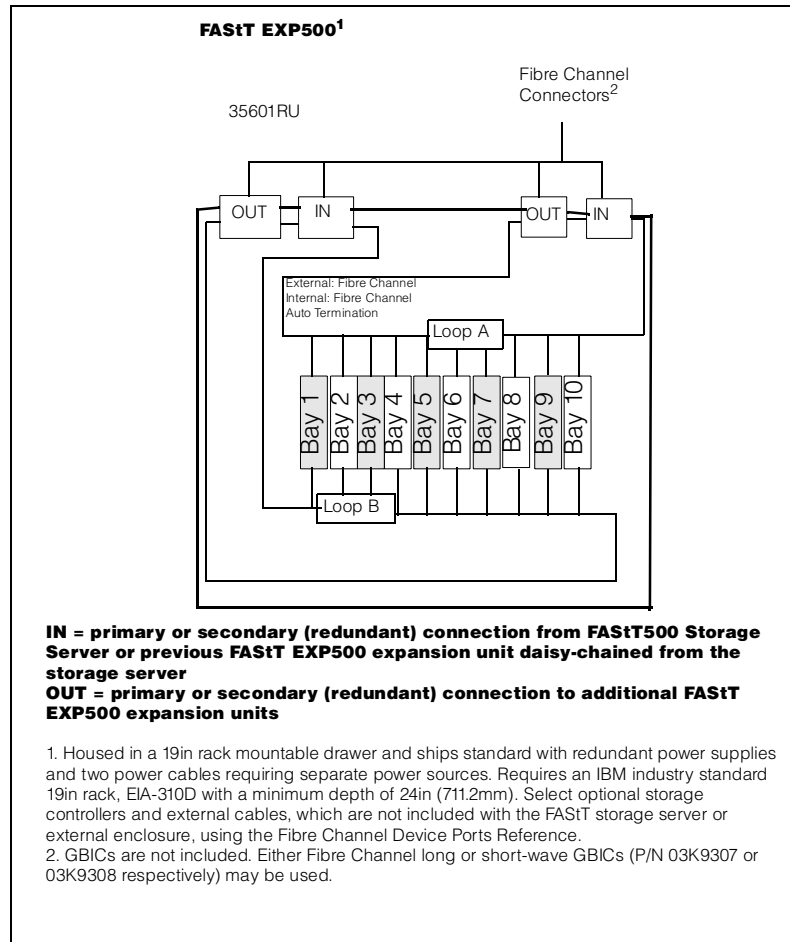 FAStT EXP500¹
Fibre Channel
Connectors²
35601RU
OUT
IN
OUT
IN
External: Fibre Channel
Internal: Fibre Channel
Auto Termination
Loop A
Bay 1
Bay 2
Bay 3
Bay 4
Bay 5
Bay 6
Bay 7
Bay 8
Bay 9
Bay 10
Loop B
IN = primary or secondary (redundant) connection from FAStT500 Storage
Server or previous FAStT EXP500 expansion unit daisy-chained from the
storage server
OUT = primary or secondary (redundant) connection to additional FAStT
EXP500 expansion units
1. Housed in a 19in rack mountable drawer and ships standard with redundant power supplies
and two power cables requiring separate power sources. Requires an IBM industry standard
19in rack, EIA-310D with a minimum depth of 24in (711.2mm). Select optional storage
controllers and external cables, which are not included with the FAStT storage server or
external enclosure, using the Fibre Channel Device Ports Reference.
2. GBICs are not included. Either Fibre Channel long or short-wave GBICs (P/N 03K9307 or
03K9308 respectively) may be used.